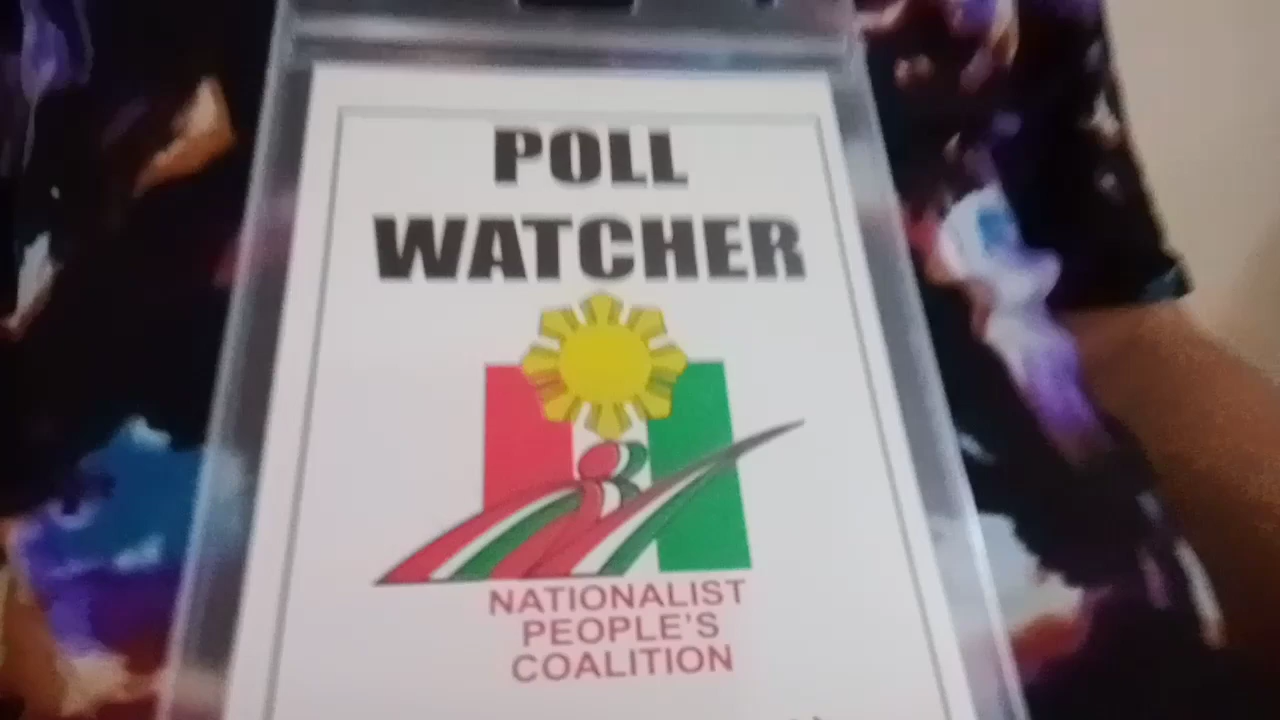 POLL
WATCHER
NATIONALIST
PEOPLE'S
COALITION